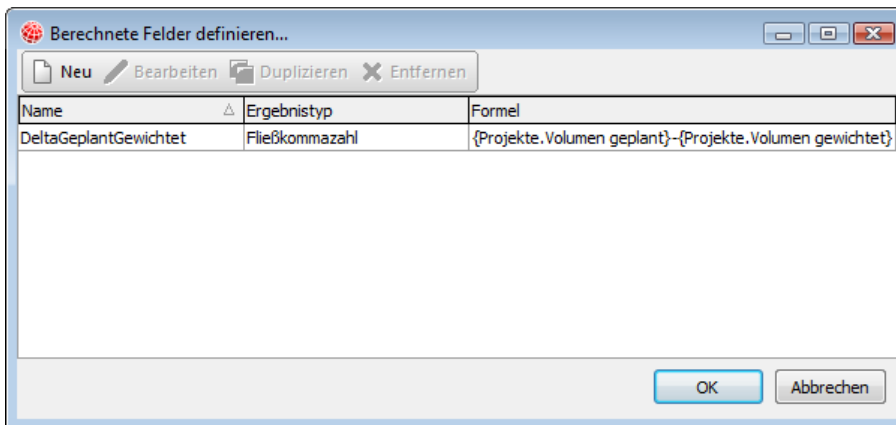 Berechnete Felder definieren...
Neu Bearbeiten Duplizieren Entfernen
Name Ergebnistyp Formel
DeltaGeplantGewichtet Fließkommazahl {Projekte.Volumen geplant}-{Projekte.Volumen gewichtet}
OK Abbrechen